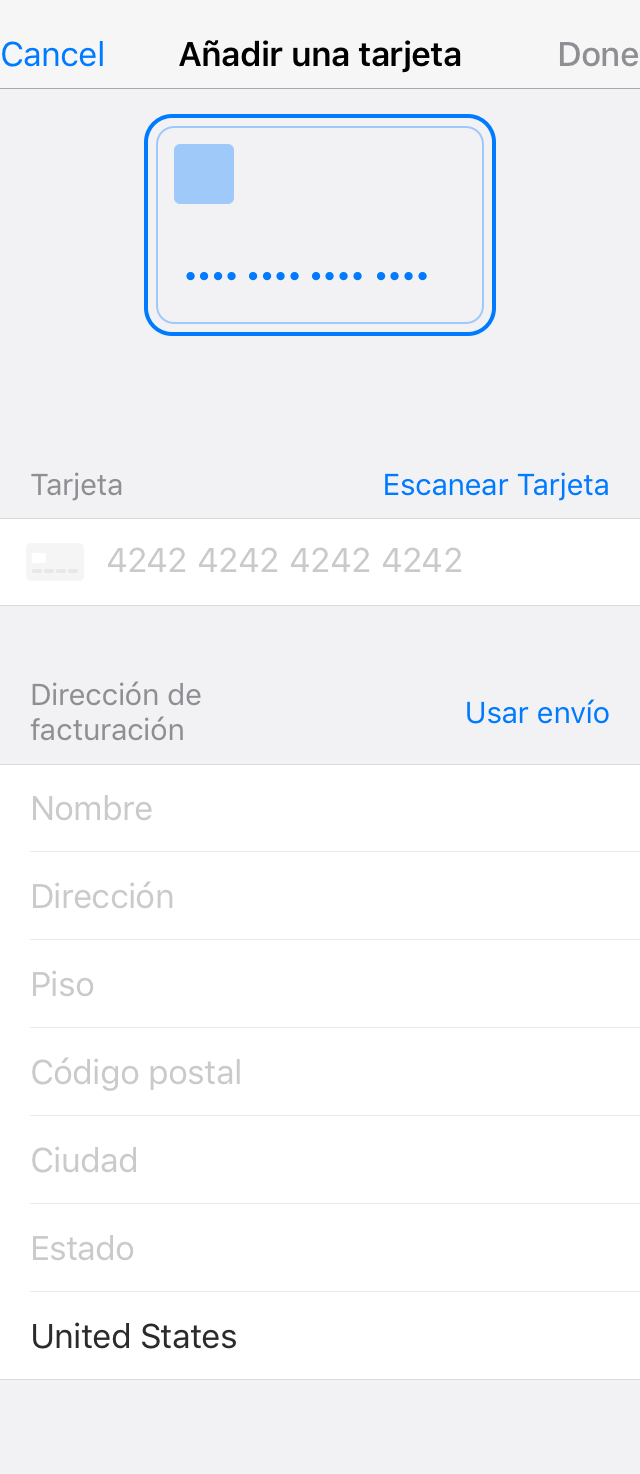 Cancel Añadir una tarjeta Done
•••• •••• •••• ••••
Tarjeta Escanear Tarjeta
4242 4242 4242 4242
Dirección de
facturación
Usar envío
Nombre
Dirección
Piso
Código postal
Ciudad
Estado
United States